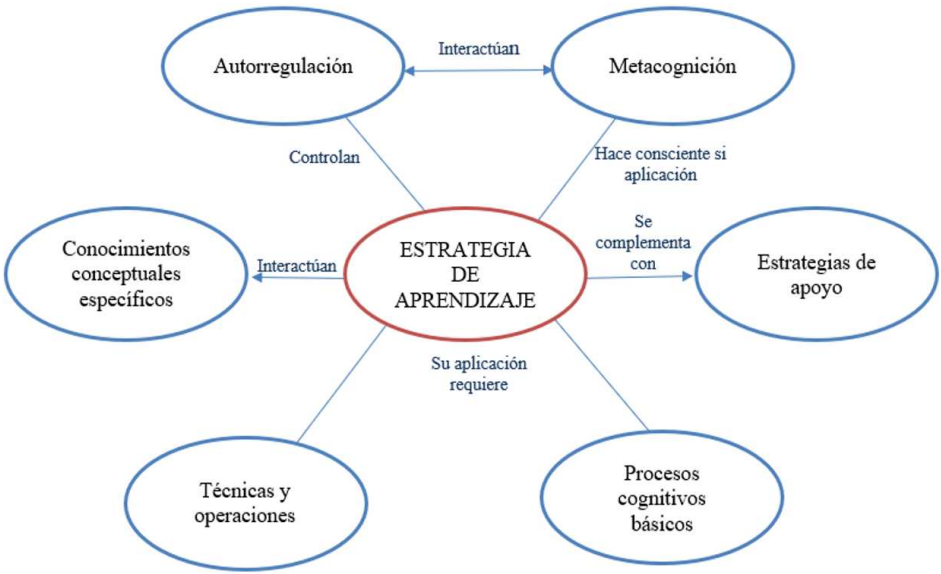 Autorregulación
Interactúan
Metacognición
Controlan
Hace consciente si
aplicación
Conocimientos
conceptuales
específicos
Interactúan
ESTRATEGIA
DE
APRENDIZAJE
Se
complementa
con
Estrategias de
apoyo
Su aplicación
requiere
Técnicas y
operaciones
Procesos
cognitivos
básicos